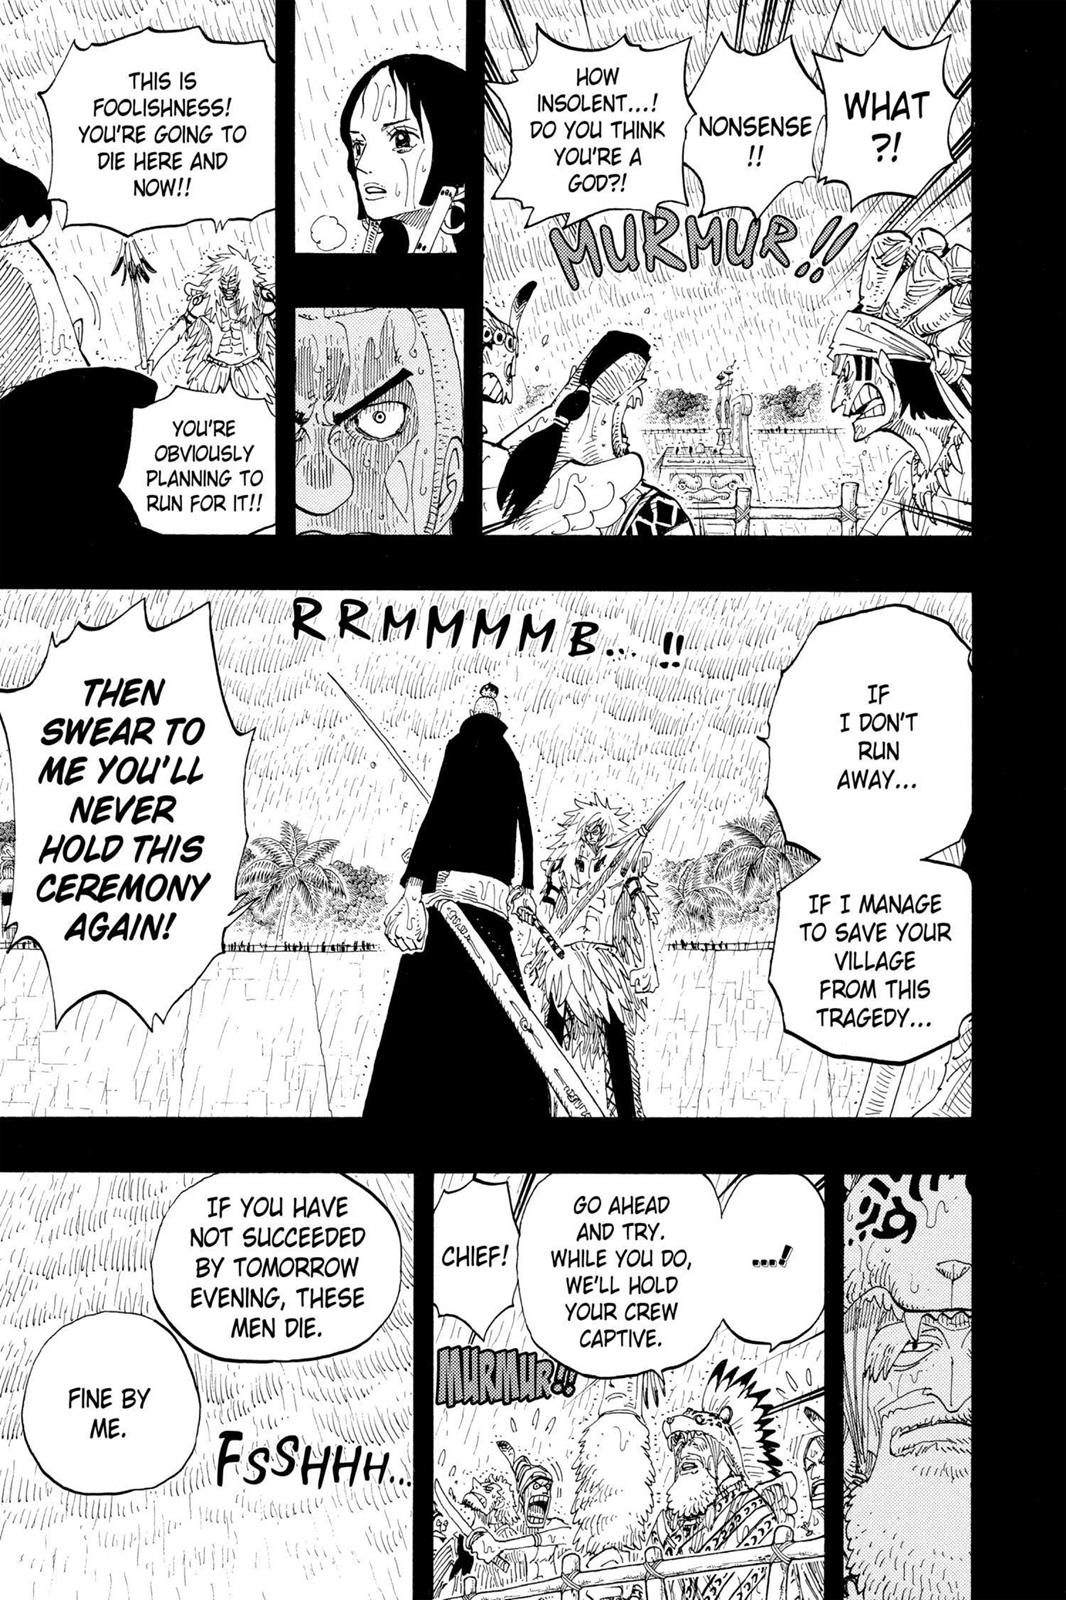 WHAT
?!
NONSENSE
!!
HOW
INSOLENT...!
DO YOU THINK
YOU'RE A
GOD?!
MURMUR!!
THIS IS
FOOLISHNESS!
YOU'RE GOING TO
DIE HERE AND
NOW!!
YOU'RE
OBVIOUSLY
PLANNING TO
RUN FOR IT!!
IF
I DON'T
RUN
AWAY...
IF I MANAGE
TO SAVE YOUR
VILLAGE
FROM THIS
TRAGEDY...
RRMMMMB... !!
THEN
SWEAR TO
ME YOU'LL
NEVER
HOLD THIS
CEREMONY
AGAIN!
...!
GO AHEAD
AND TRY.
WHILE YOU DO,
WE'LL HOLD
YOUR CREW
CAPTIVE.
CHIEF!
MURMUR!!
IF YOU HAVE
NOT SUCCEEDED
BY TOMORROW
EVENING, THESE
MEN DIE.
FINE BY
ME.
FSSHHH...